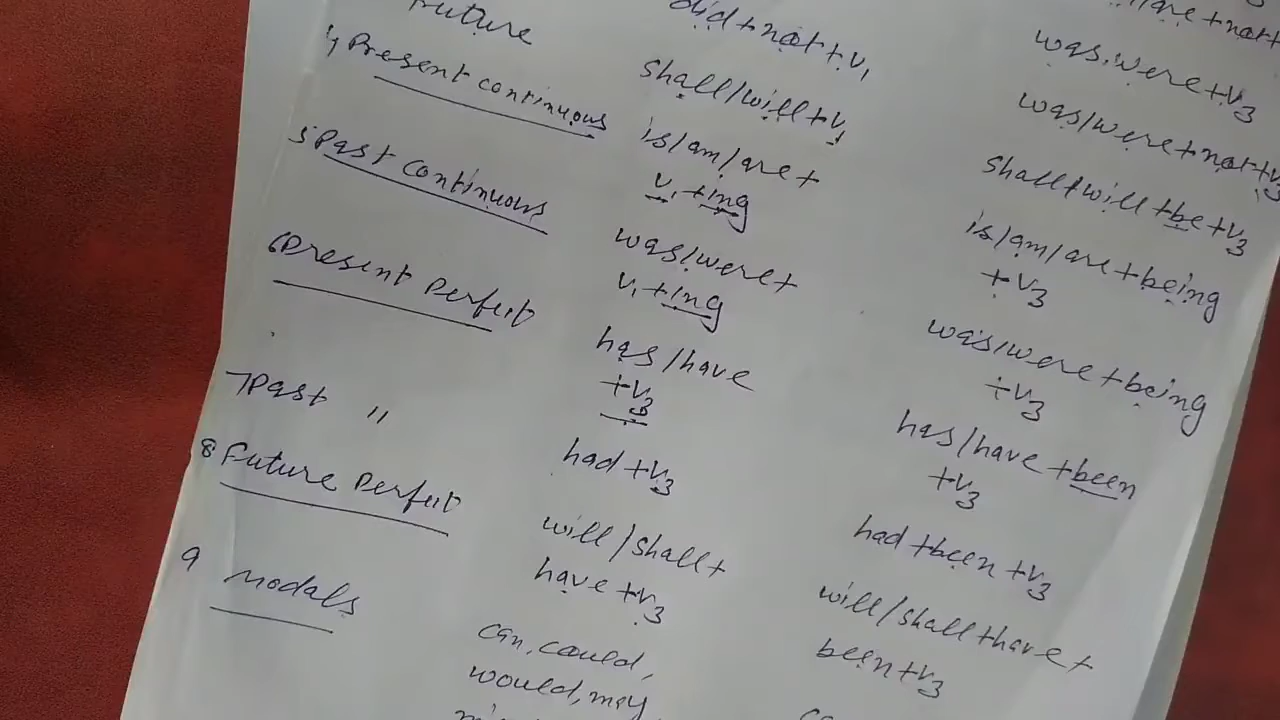 Future
did + not + v1
is/are + not +
4) Present continuous
shall/will + v1
was, were + v3
was/were + not + v3
5) Past Continuous
is/am/are +
v1 + ing
shall + will + be + v3
6) Present Perfect
was/were +
v1 + ing
is/am/are + being
+ v3
has/have
+ v3
was/were + being
+ v3
7) Past "
had + v3
has/have + been
+ v3
8 Future Perfect
will/shall +
have + v3
had + been + v3
9 modals
can, could,
would, may
will/shall + have +
been + v3